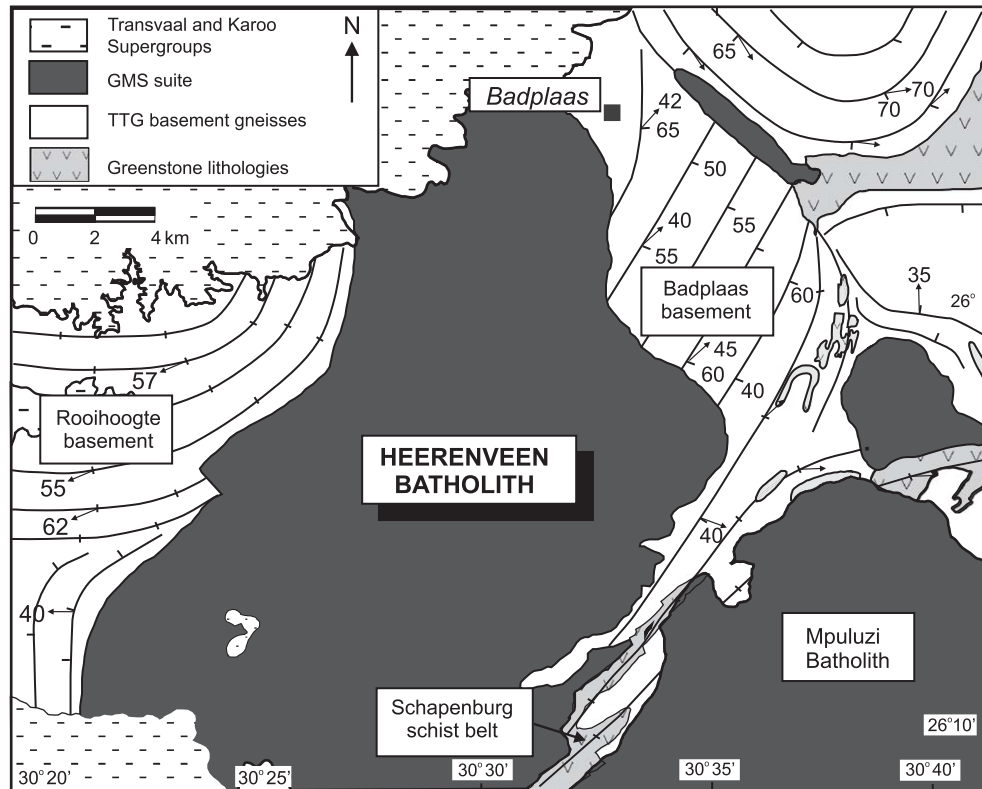 Transvaal and Karoo
Supergroups
GMS suite
TTG basement gneisses
Greenstone lithologies
N
0 2 4 km
Badplaas
65
70
70
42
65
50
40
55
55
Badplaas
basement
60
35
26°
45
60
40
57
Rooihoogte
basement
HEERENVEEN
BATHOLITH
55
62
40
40
Mpuluzi
Batholith
Schapenburg
schist belt
26°10'
30°20'
30°25'
30°30'
30°35'
30°40'